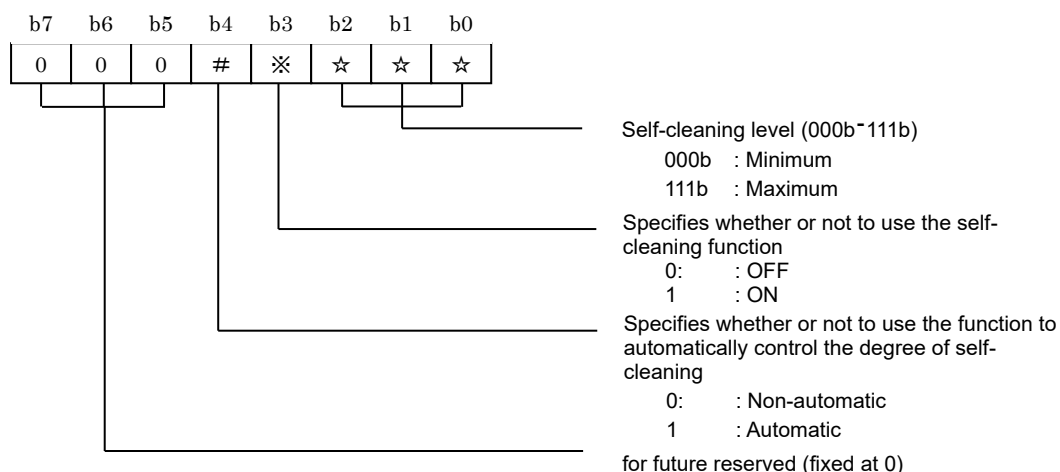 b7 b6 b5 b4 b3 b2 b1 b0
0 0 0 # ※ ☆ ☆ ☆
Self-cleaning level (000b-111b)
000b : Minimum
111b : Maximum
Specifies whether or not to use the self-
cleaning function
0: : OFF
1 : ON
Specifies whether or not to use the function to
automatically control the degree of self-
cleaning
0: : Non-automatic
1 : Automatic
for future reserved (fixed at 0)